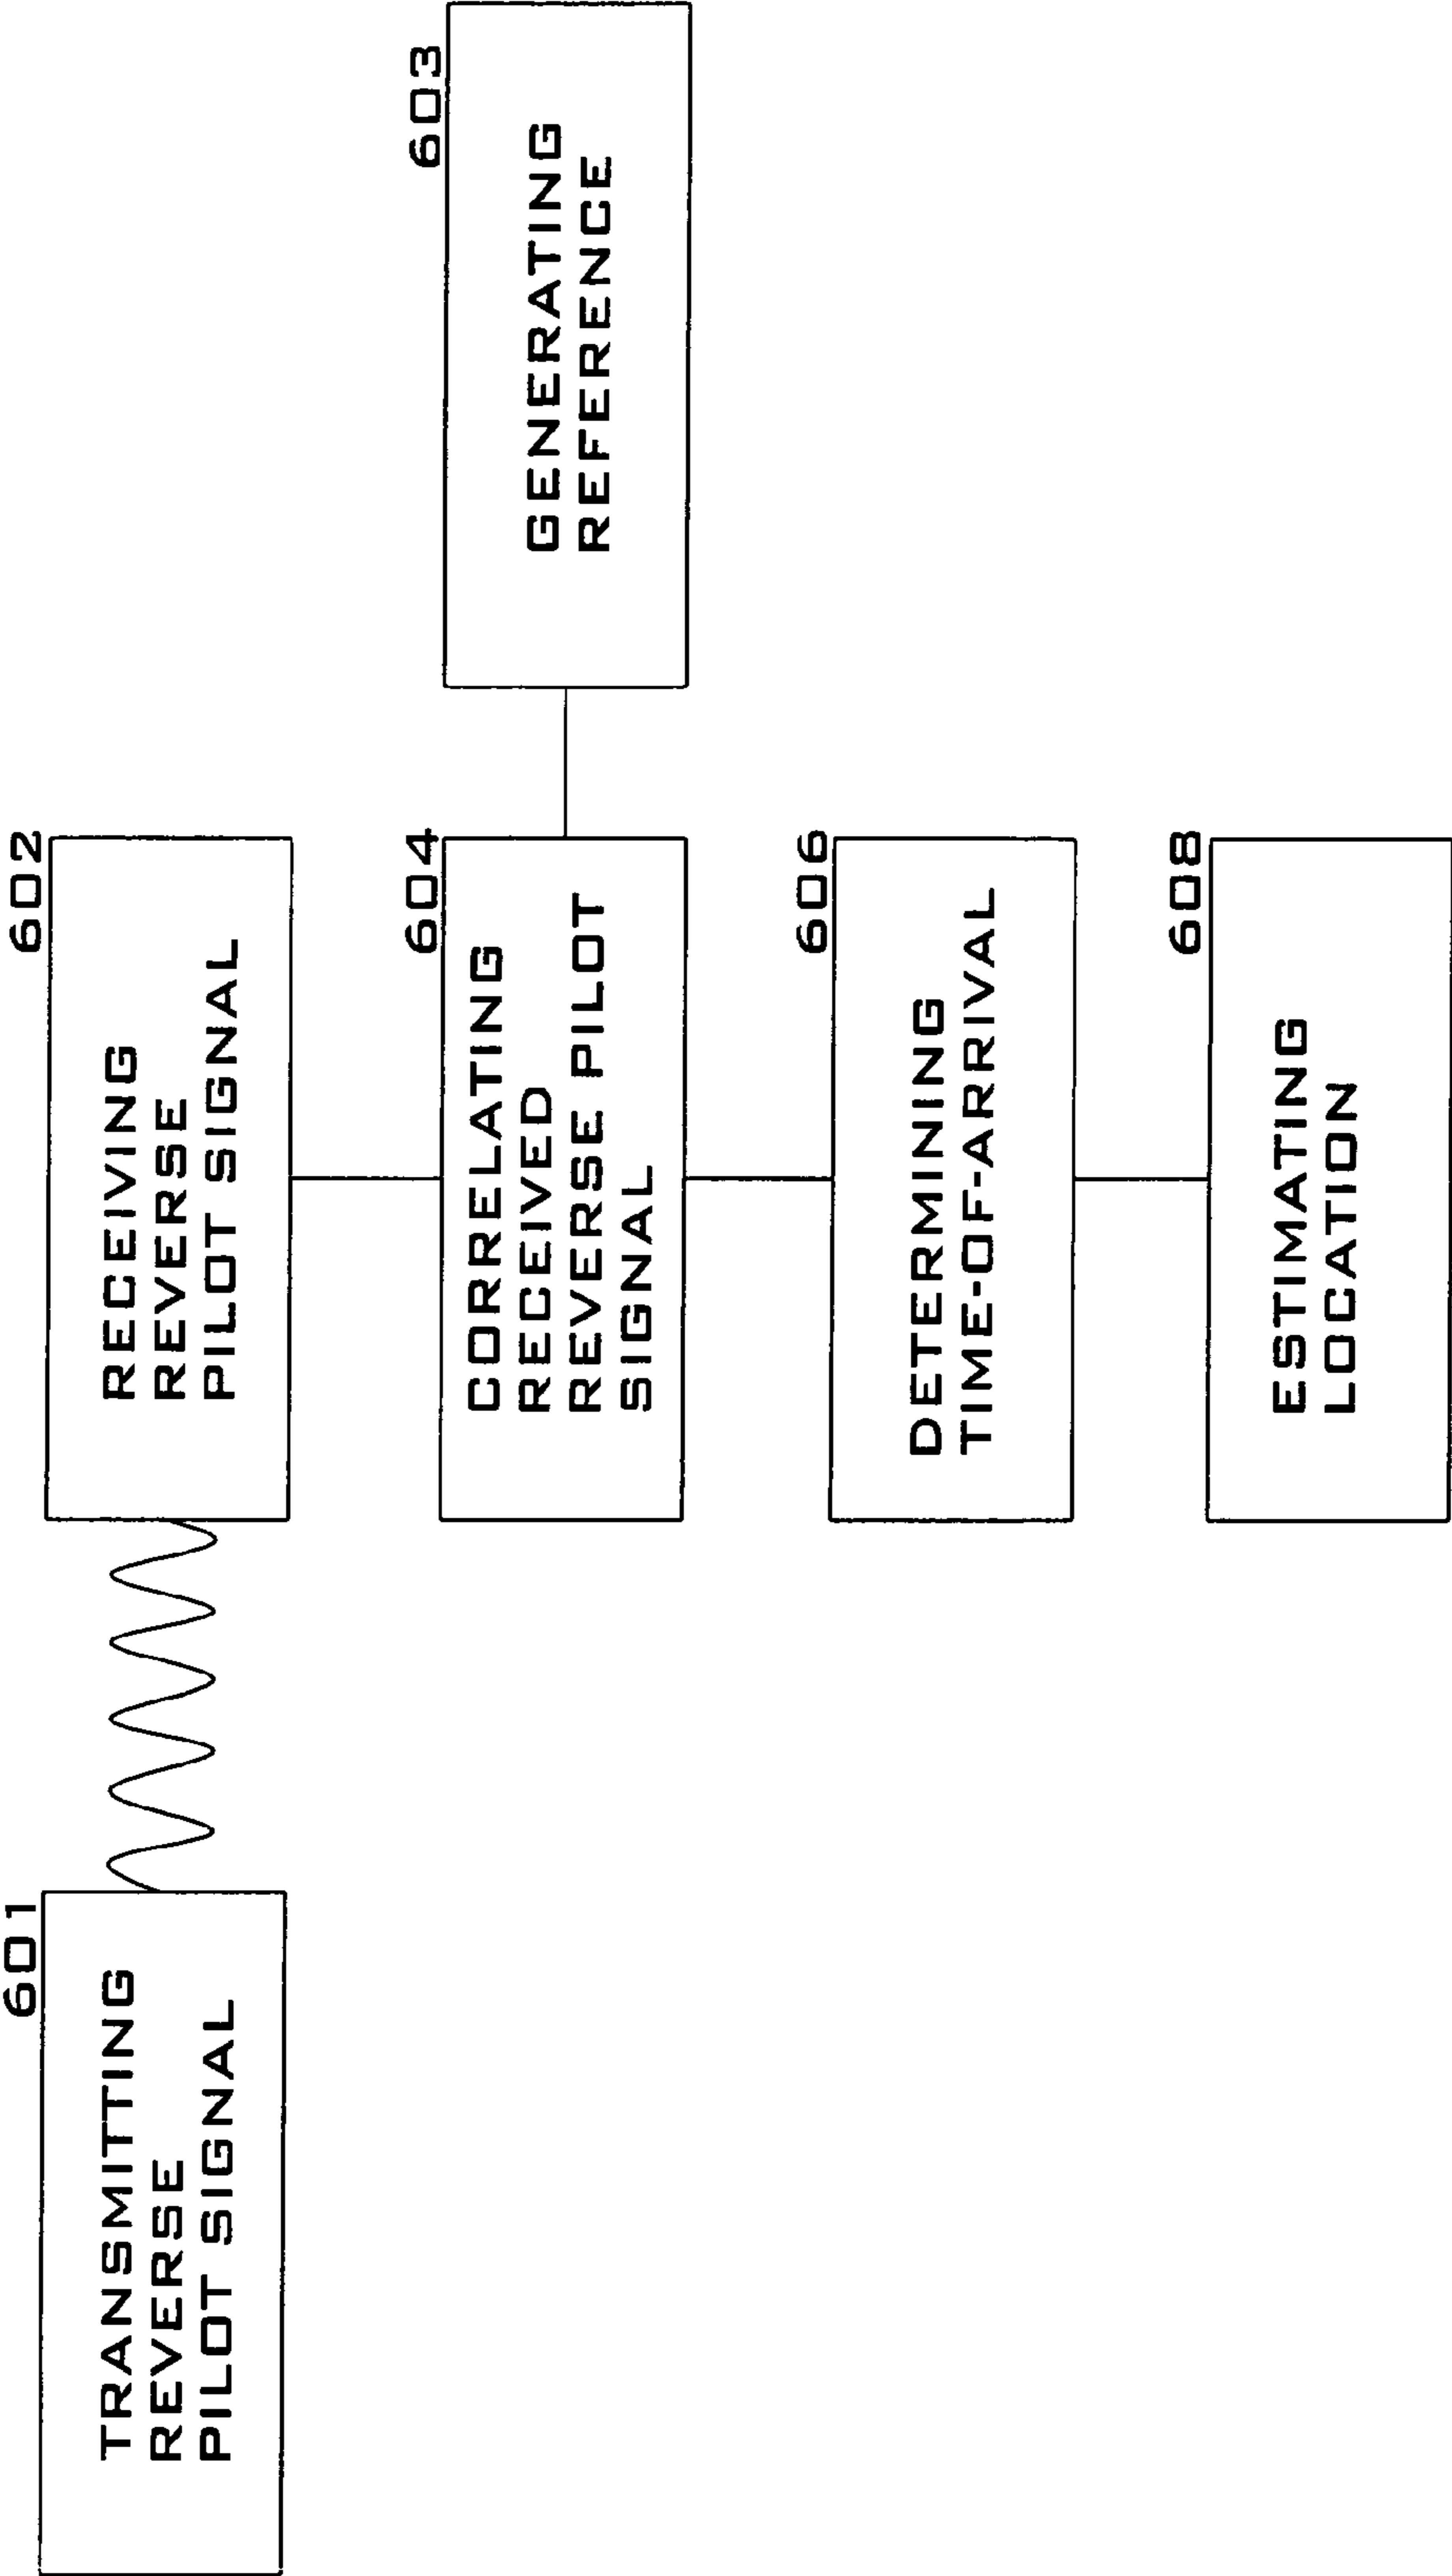 601
TRANSMITTING
REVERSE
PILOT SIGNAL
602
RECEIVING
REVERSE
PILOT SIGNAL
603
GENERATING
REFERENCE
604
CORRELATING
RECEIVED
REVERSE PILOT
SIGNAL
606
DETERMINING
TIME-OF-ARRIVAL
608
ESTIMATING
LOCATION